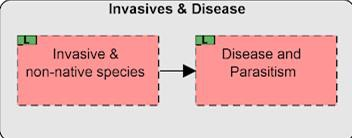 Invasives & Disease
L
Invasive &
non-native species
L
Disease and
Parasitism